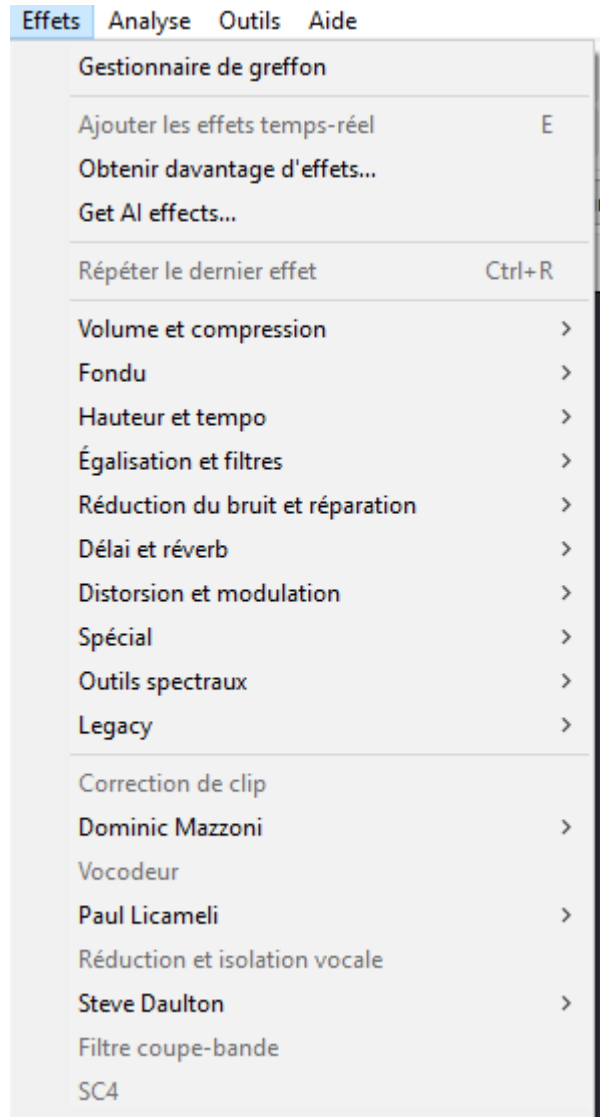 Effets Analyse Outils Aide
Gestionnaire de greffon
Ajouter les effets temps-réel E
Obtenir davantage d'effets...
Get AI effects...
Répéter le dernier effet Ctrl+R
Volume et compression
Fondu
Hauteur et tempo
Égalisation et filtres
Réduction du bruit et réparation
Délai et réverb
Distorsion et modulation
Spécial
Outils spectraux
Legacy
Correction de clip
Dominic Mazzoni
Vocodeur
Paul Licameli
Réduction et isolation vocale
Steve Daulton
Filtre coupe-bande
SC4